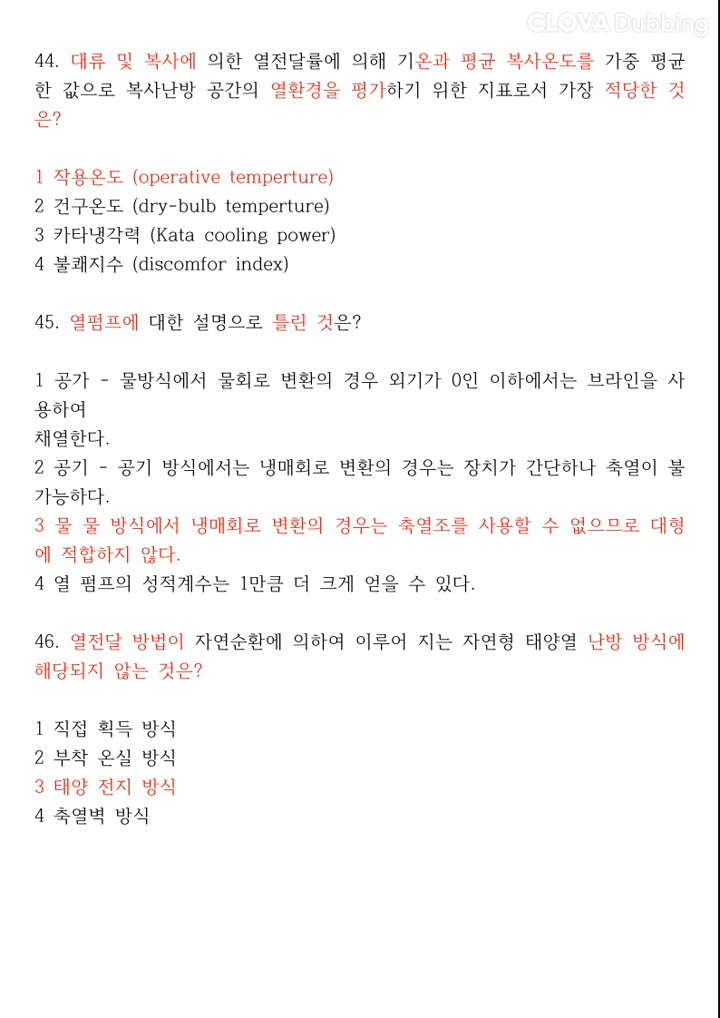 CLOVA Dubbing
44. 대류 및 복사에 의한 열전달률에 의해 기온과 평균 복사온도를 가중 평균
한 값으로 복사난방 공간의 열환경을 평가하기 위한 지표로서 가장 적당한 것
은?
1 작용온도 (operative temperture)
2 건구온도 (dry-bulb temperture)
3 카타냉각력 (Kata cooling power)
4 불쾌지수 (discomfor index)
45. 열펌프에 대한 설명으로 틀린 것은?
1 공가 - 물방식에서 물회로 변환의 경우 외기가 0인 이하에서는 브라인을 사
용하여
채열한다.
2 공기 - 공기 방식에서는 냉매회로 변환의 경우는 장치가 간단하나 축열이 불
가능하다.
3 물 물 방식에서 냉매회로 변환의 경우는 축열조를 사용할 수 없으므로 대형
에 적합하지 않다.
4 열 펌프의 성적계수는 1만큼 더 크게 얻을 수 있다.
46. 열전달 방법이 자연순환에 의하여 이루어 지는 자연형 태양열 난방 방식에
해당되지 않는 것은?
1 직접 획득 방식
2 부착 온실 방식
3 태양 전지 방식
4 축열벽 방식